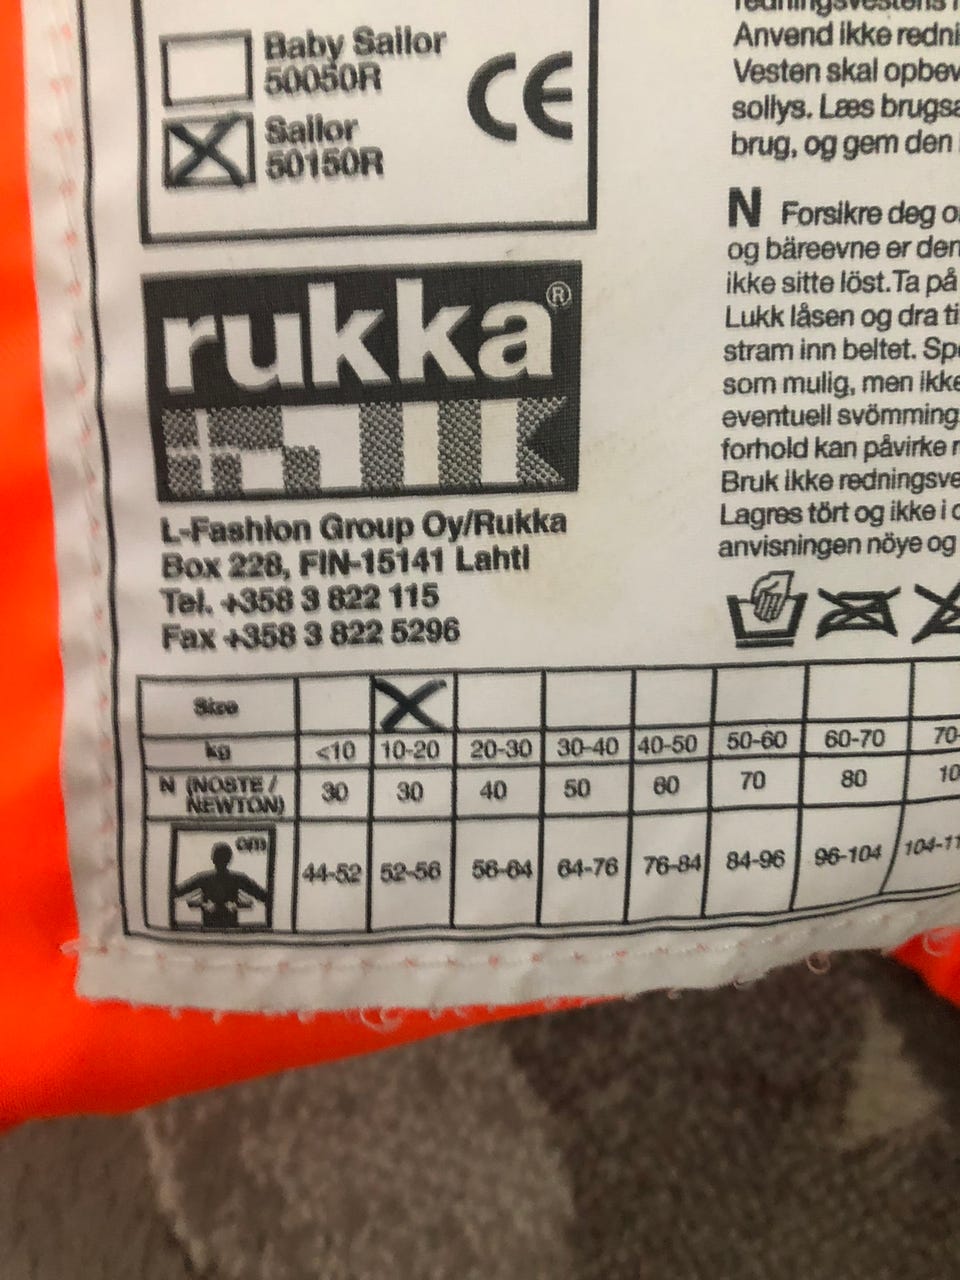 Baby Sailor
50050R
Sailor
50150R
CE
rukka®
L-Fashion Group Oy/Rukka
Box 228, FIN-15141 Lahti
Tel. +358 3 822 115
Fax +358 3 822 5296
Anvend ikke redni
Vesten skal opbev
sollys. Læs brugsa
brug, og gem den
N Forsikre deg o
og bäreevne er den
ikke sitte löst.Ta på
Lukk låsen og dra ti
stram inn beltet. Spe
som mulig, men ikke
eventuell svömming
forhold kan påvirke r
Bruk ikke redningsve
Lagres tört og ikke i d
anvisningen nöye og
Size
kg <10 10-20 20-30 30-40 40-50 50-60 60-70 70-
N (NOSTE / NEWTON) 30 30 40 50 60 70 80 10
cm 44-52 52-56 56-64 64-76 76-84 84-96 96-104 104-11